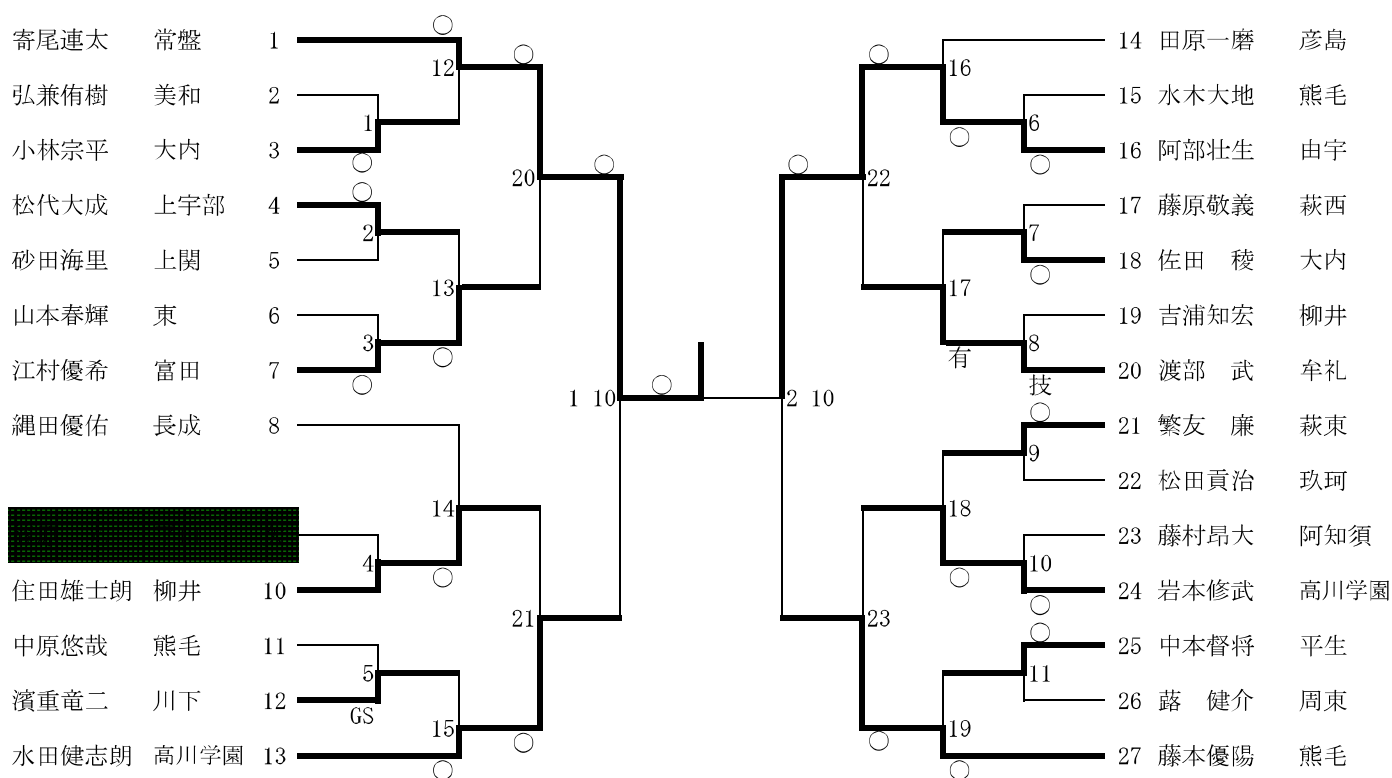 寄尾連太 常盤 1
弘兼侑樹 美和 2
小林宗平 大内 3
松代大成 上宇部 4
砂田海里 上関 5
山本春輝 東 6
江村優希 富田 7
縄田優佑 長成 8
住田雄士朗 柳井 10
中原悠哉 熊毛 11
濱重竜二 川下 12
水田健志朗 高川学園 13
1
2
3
4
5
GS
12
13
14
15
20
21
1 10
2 10
22
23
16
17
有
18
19
6
7
8
技
9
10
11
14 田原一磨 彦島
15 水木大地 熊毛
16 阿部壮生 由宇
17 藤原敬義 萩西
18 佐田 稜 大内
19 吉浦知宏 柳井
20 渡部 武 牟礼
21 繁友 廉 萩東
22 松田貢治 玖珂
23 藤村昂大 阿知須
24 岩本修武 高川学園
25 中本督将 平生
26 蕗 健介 周東
27 藤本優陽 熊毛